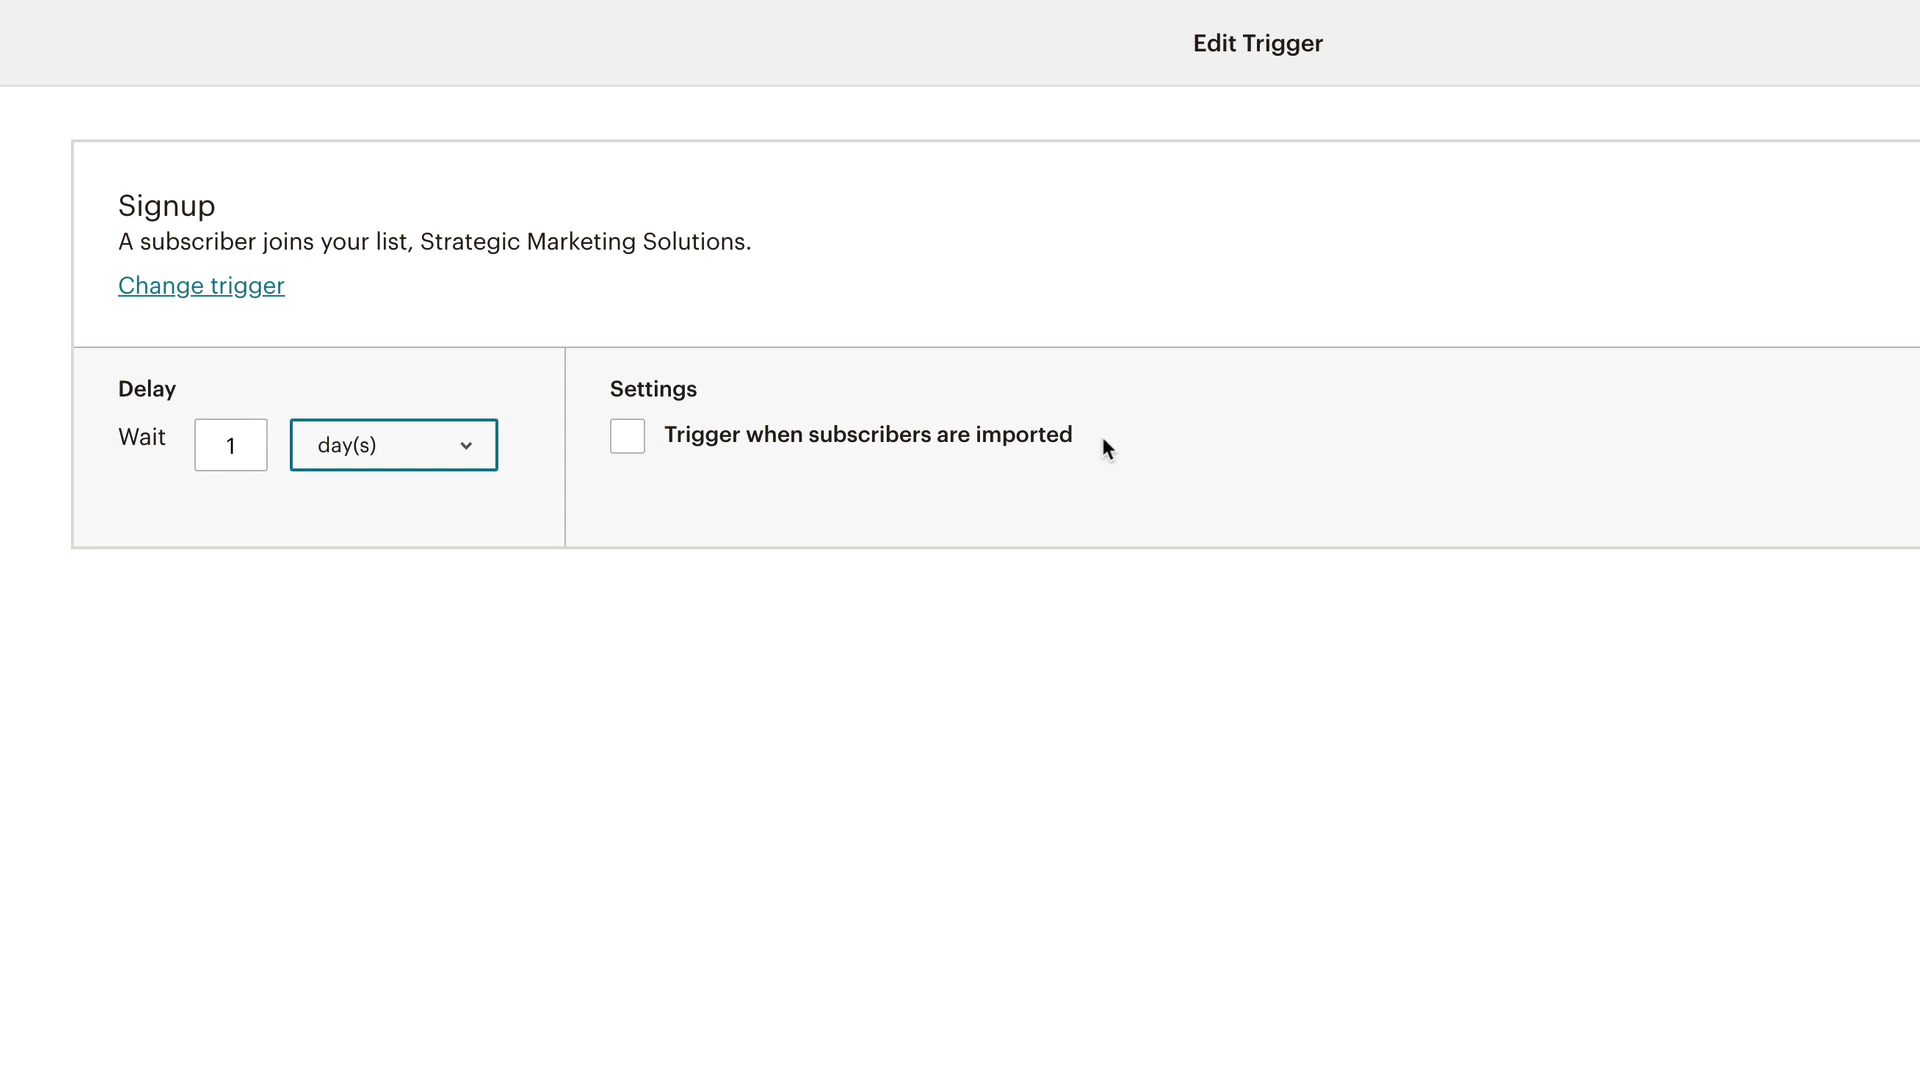 Edit Trigger
Signup
A subscriber joins your list, Strategic Marketing Solutions.
Change trigger
Delay
Wait 1 day(s)
Settings
Trigger when subscribers are imported